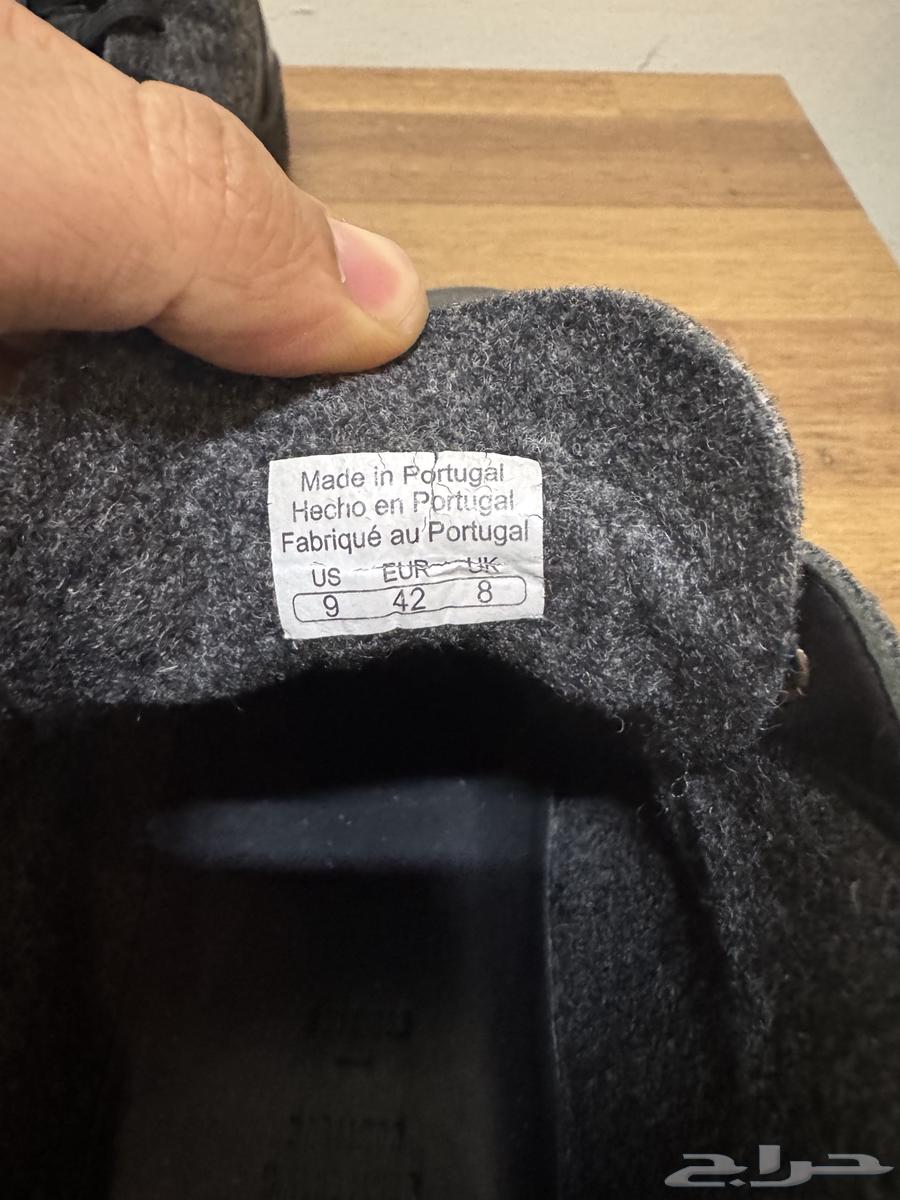 Made in Portugal
Hecho en Portugal
Fabriqué au Portugal
US EUR UK
9 42 8
حراج